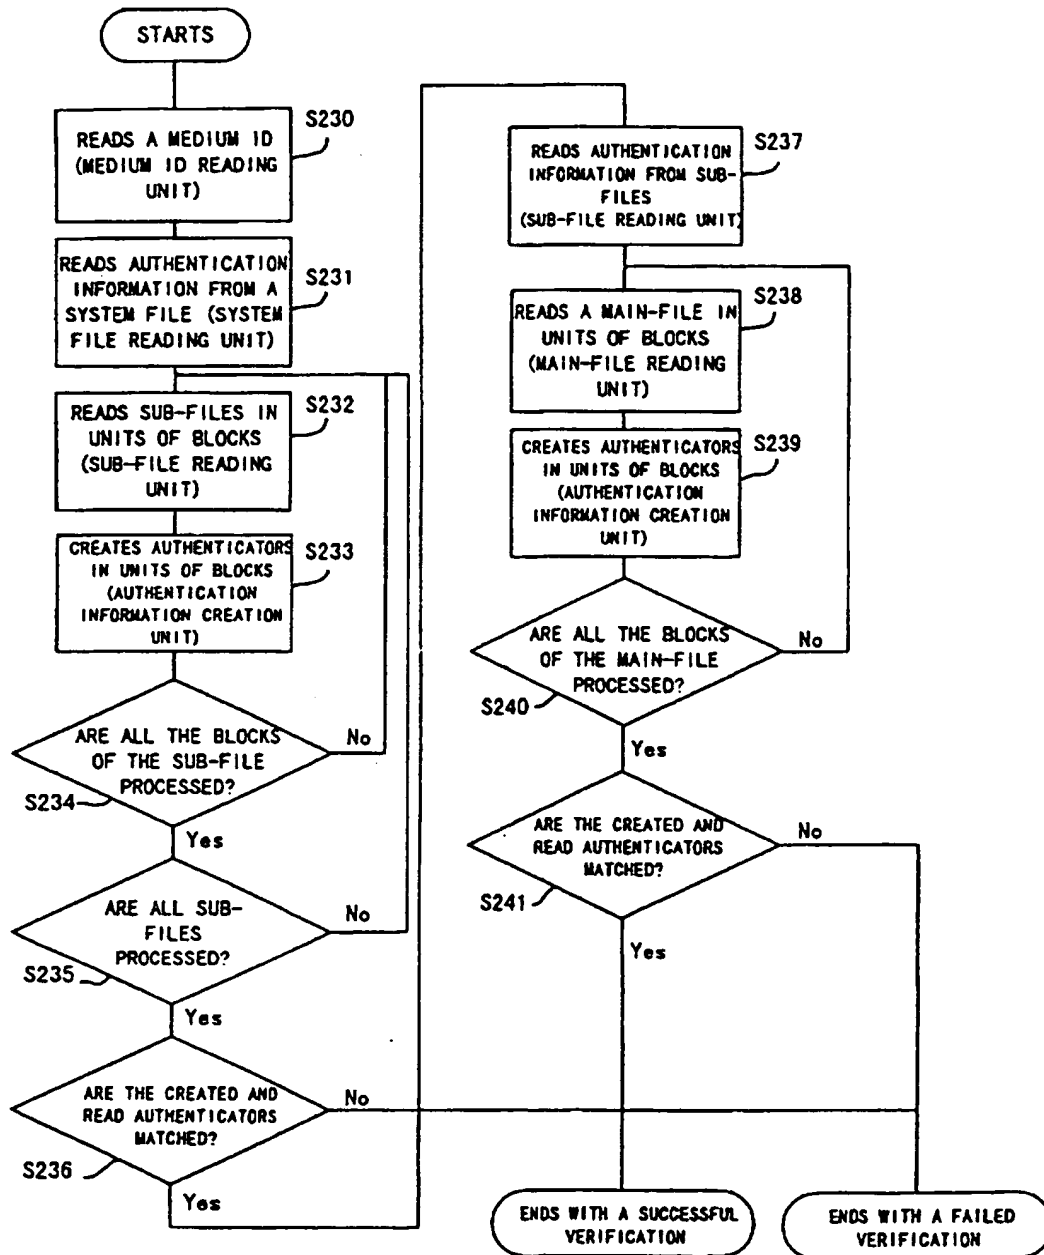 STARTS
S230
READS A MEDIUM ID
(MEDIUM ID READING
UNIT)
READS AUTHENTICATION
INFORMATION FROM A
SYSTEM FILE (SYSTEM
FILE READING UNIT)
S231
READS SUB-FILES IN
UNITS OF BLOCKS
(SUB-FILE READING
UNIT)
S232
CREATES AUTHENTICATORS
IN UNITS OF BLOCKS
(AUTHENTICATION
INFORMATION CREATION
UNIT)
S233
ARE ALL THE BLOCKS
OF THE SUB-FILE
PROCESSED?
No
S234
Yes
ARE ALL SUB-
FILES
PROCESSED?
No
S235
Yes
ARE THE CREATED AND
READ AUTHENTICATORS
MATCHED?
No
S236
Yes
READS AUTHENTICATION
INFORMATION FROM SUB-
FILES
(SUB-FILE READING UNIT)
S237
READS A MAIN-FILE IN
UNITS OF BLOCKS
(MAIN-FILE READING
UNIT)
S238
CREATES AUTHENTICATORS
IN UNITS OF BLOCKS
(AUTHENTICATION
INFORMATION CREATION
UNIT)
S239
ARE ALL THE BLOCKS
OF THE MAIN-FILE
PROCESSED?
No
S240
Yes
ARE THE CREATED AND
READ AUTHENTICATORS
MATCHED?
No
S241
Yes
ENDS WITH A SUCCESSFUL
VERIFICATION
ENDS WITH A FAILED
VERIFICATION